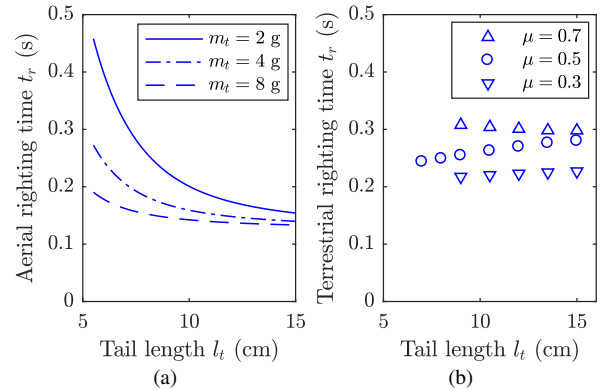 Aerial righting time t_r (s)
0.5
0.4
0.3
0.2
0.1
0
5
10
15
m_t = 2 g
m_t = 4 g
m_t = 8 g
Tail length l_t (cm)
(a)
Terrestrial righting time t_r (s)
0.5
0.4
0.3
0.2
0.1
0
10
15
μ = 0.7
μ = 0.5
μ = 0.3
Tail length l_t (cm)
(b)